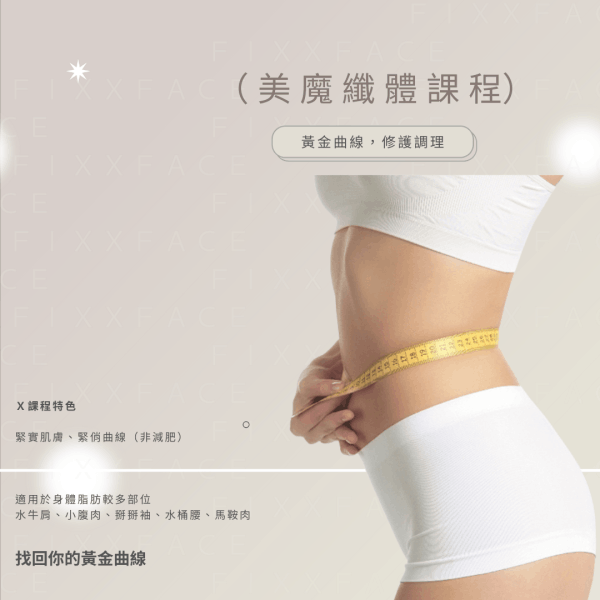 FIXXFACE
（美魔纖體課程）
黃金曲線，修護調理
X課程特色
緊實肌膚、緊俏曲線（非減肥）
適用於身體脂肪較多部位
水牛肩、小腹肉、掰掰袖、水桶腰、馬鞍肉
找回你的黃金曲線